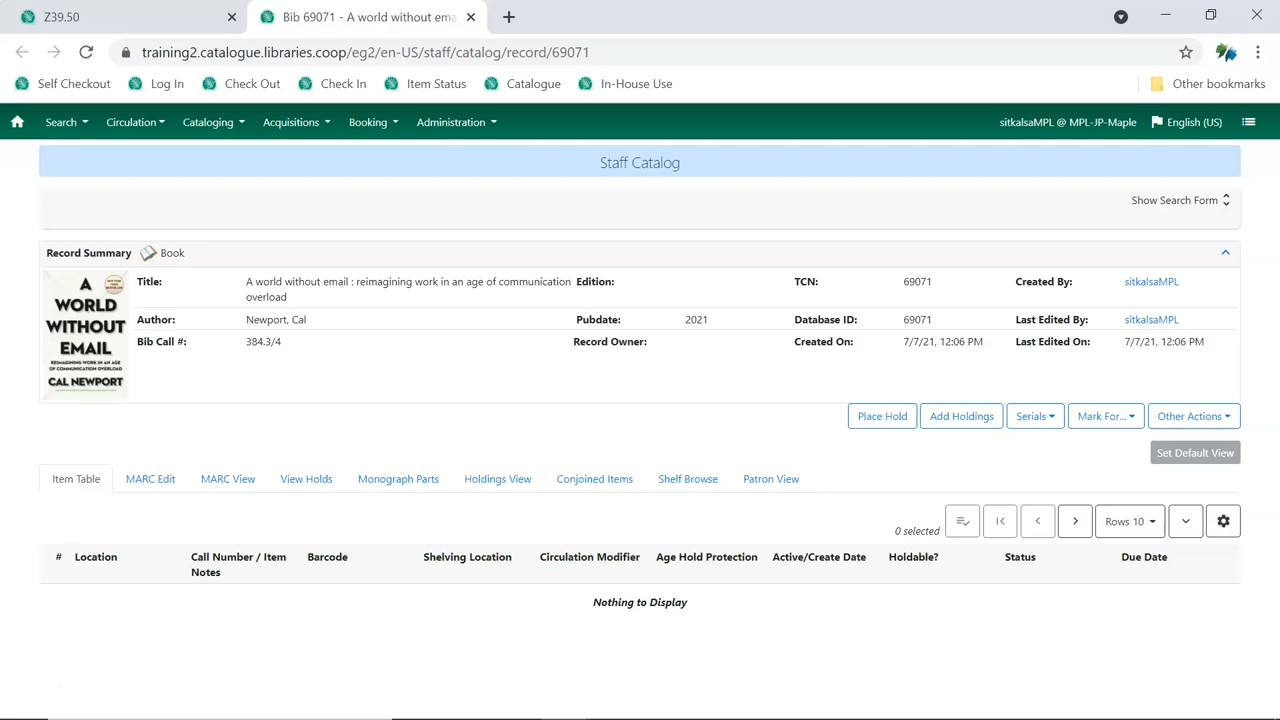 Z39.50
Bib 69071 - A world without ema
training2.catalogue.libraries.coop/eg2/en-US/staff/catalog/record/69071
Self Checkout Log In Check Out Check In Item Status Catalogue In-House Use Other bookmarks
Search Circulation Cataloging Acquisitions Booking Administration sitkalsaMPL @ MPL-JP-Maple English (US)
Staff Catalog
Show Search Form
Record Summary Book
A WORLD WITHOUT EMAIL
REIMAGINING WORK IN AN AGE OF COMMUNICATION OVERLOAD
CAL NEWPORT
Title: A world without email : reimagining work in an age of communication overload Edition: TCN: 69071 Created By: sitkalsaMPL
Author: Newport, Cal Pubdate: 2021 Database ID: 69071 Last Edited By: sitkalsaMPL
Bib Call #: 384.3/4 Record Owner: Created On: 7/7/21, 12:06 PM Last Edited On: 7/7/21, 12:06 PM
Place Hold Add Holdings Serials Mark For... Other Actions
Set Default View
Item Table MARC Edit MARC View View Holds Monograph Parts Holdings View Conjoined Items Shelf Browse Patron View
0 selected Rows 10
# Location Call Number / Item Notes Barcode Shelving Location Circulation Modifier Age Hold Protection Active/Create Date Holdable? Status Due Date
Nothing to Display